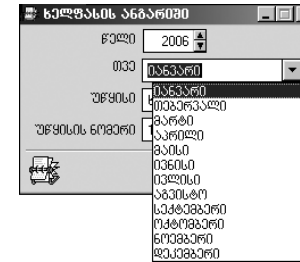 ხელფასის ანგარიში
წელი 2006
თვე იანვარი
უწყისი
უწყისის ნომერი 1
იანვარი
თებერვალი
მარტი
აპრილი
მაისი
ივნისი
ივლისი
აგვისტო
სექტემბერი
ოქტომბერი
ნოემბერი
დეკემბერი